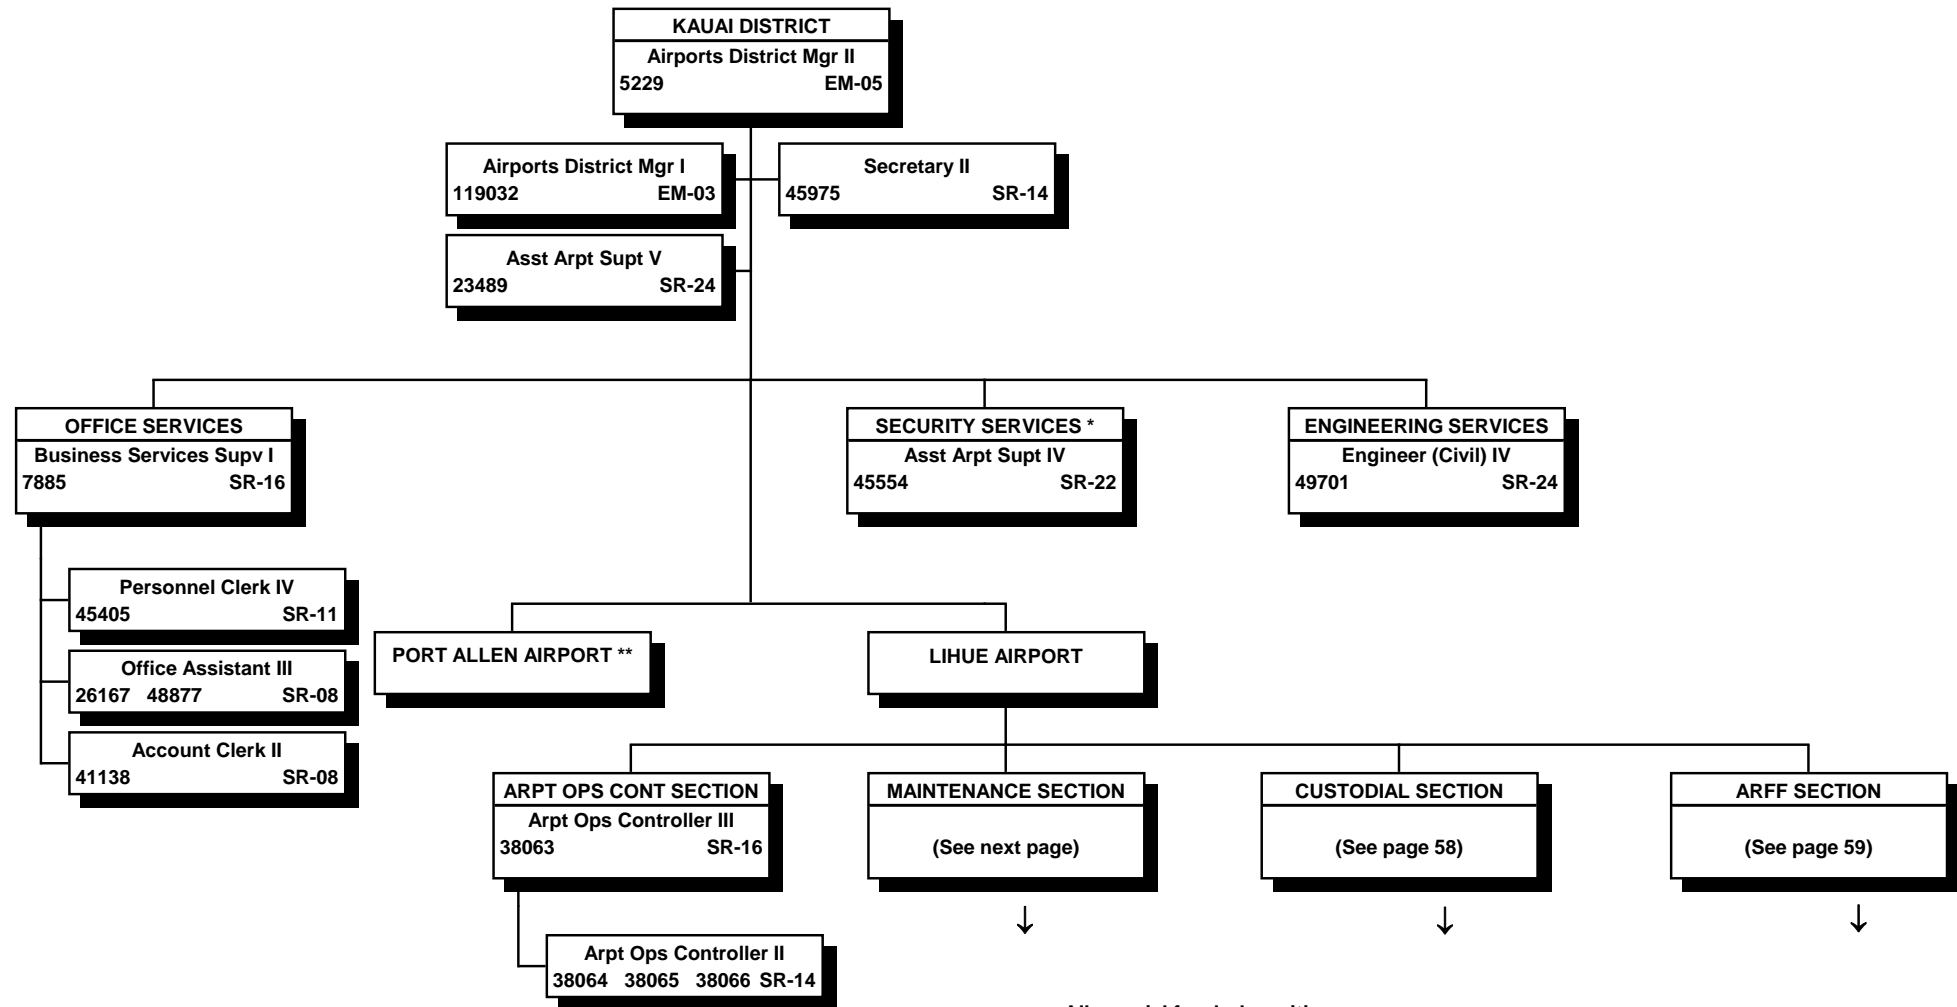 KAUAI DISTRICT
Airports District Mgr II
5229 EM-05
Airports District Mgr I
119032 EM-03
Secretary II
45975 SR-14
Asst Arpt Supt V
23489 SR-24
OFFICE SERVICES
Business Services Supv I
7885 SR-16
SECURITY SERVICES *
Asst Arpt Supt IV
45554 SR-22
ENGINEERING SERVICES
Engineer (Civil) IV
49701 SR-24
Personnel Clerk IV
45405 SR-11
Office Assistant III
26167 48877 SR-08
Account Clerk II
41138 SR-08
PORT ALLEN AIRPORT **
LIHUE AIRPORT
ARPT OPS CONT SECTION
Arpt Ops Controller III
38063 SR-16
MAINTENANCE SECTION
(See next page)
CUSTODIAL SECTION
(See page 58)
ARFF SECTION
(See page 59)
Arpt Ops Controller II
38064 38065 38066 SR-14